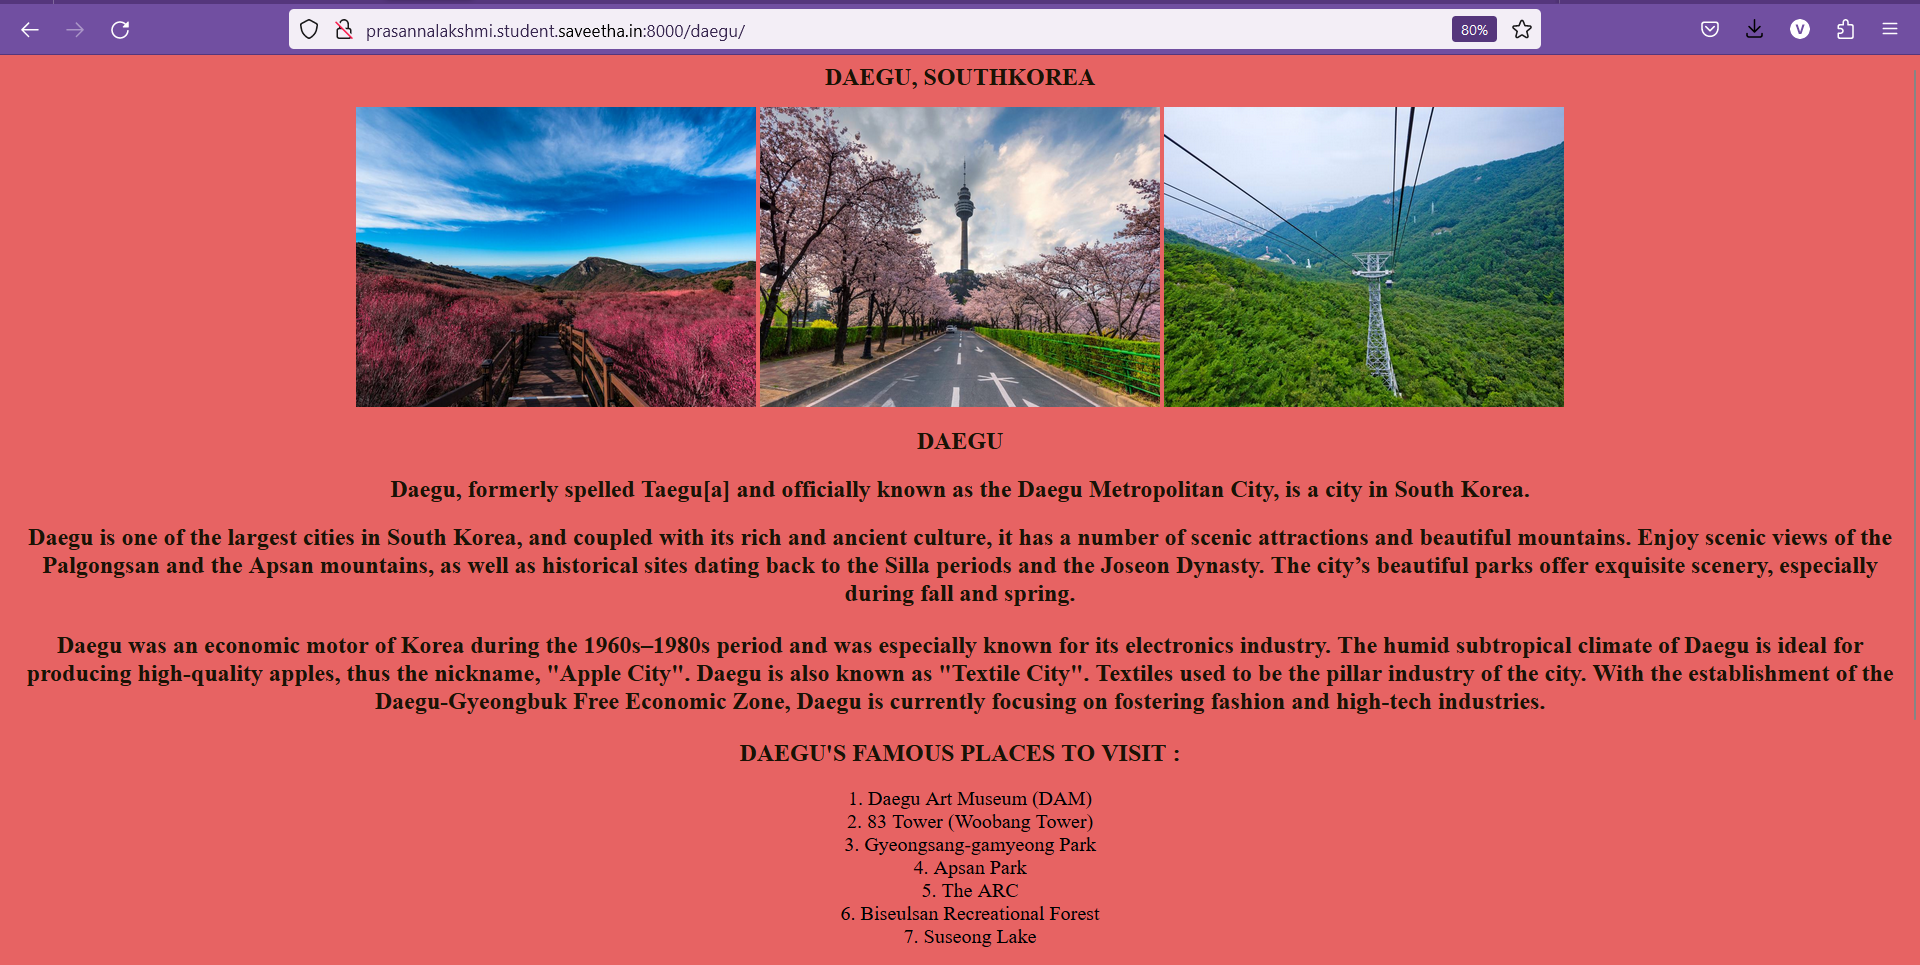 prasannalakshmi.student.saveetha.in:8000/daegu/
80%
V
DAEGU, SOUTHKOREA
DAEGU
Daegu, formerly spelled Taegu[a] and officially known as the Daegu Metropolitan City, is a city in South Korea.
Daegu is one of the largest cities in South Korea, and coupled with its rich and ancient culture, it has a number of scenic attractions and beautiful mountains. Enjoy scenic views of the
Palgongsan and the Apsan mountains, as well as historical sites dating back to the Silla periods and the Joseon Dynasty. The city’s beautiful parks offer exquisite scenery, especially
during fall and spring.
Daegu was an economic motor of Korea during the 1960s–1980s period and was especially known for its electronics industry. The humid subtropical climate of Daegu is ideal for
producing high-quality apples, thus the nickname, "Apple City". Daegu is also known as "Textile City". Textiles used to be the pillar industry of the city. With the establishment of the
Daegu-Gyeongbuk Free Economic Zone, Daegu is currently focusing on fostering fashion and high-tech industries.
DAEGU'S FAMOUS PLACES TO VISIT :
1. Daegu Art Museum (DAM)
2. 83 Tower (Woobang Tower)
3. Gyeongsang-gamyeong Park
4. Apsan Park
5. The ARC
6. Biseulsan Recreational Forest
7. Suseong Lake